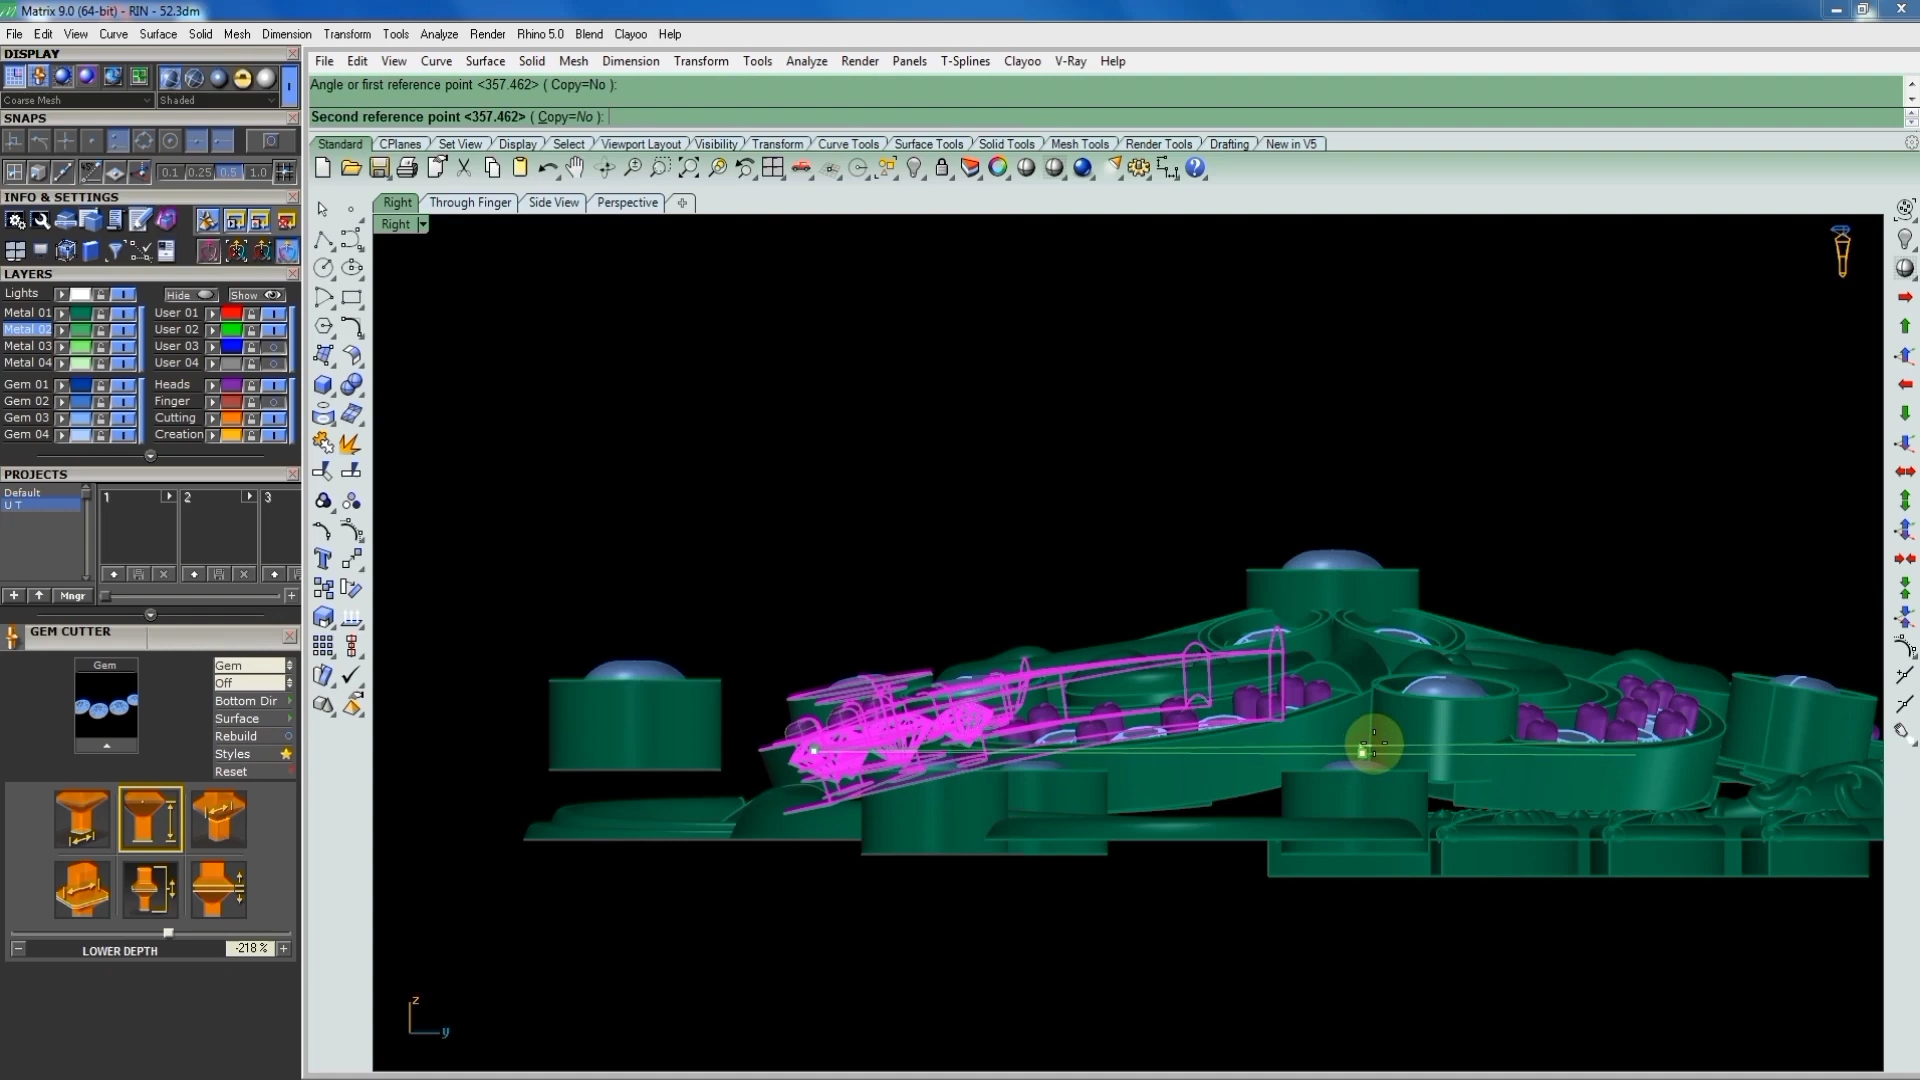 Matrix 9.0 (64-bit) - RIN - 52.3dm
File Edit View Curve Surface Solid Mesh Dimension Transform Tools Analyze Render Rhino 5.0 Blend Clayoo Help
DISPLAY
Coarse Mesh Shaded
SNAPS
0.1 0.25 0.5 1.0
INFO & SETTINGS
LAYERS
Lights Hide Show
Metal 01 User 01
Metal 02 User 02
Metal 03 User 03
Metal 04 User 04
Gem 01 Heads
Gem 02 Finger
Gem 03 Cutting
Gem 04 Creation
PROJECTS
Default
U T
1 2 3
Mngr
GEM CUTTER
Gem Gem
Off
Bottom Dir
Surface
Rebuild
Styles
Reset
LOWER DEPTH -218 %
File Edit View Curve Surface Solid Mesh Dimension Transform Tools Analyze Render Panels T-Splines Clayoo V-Ray Help
Angle or first reference point <357.462> ( Copy=No ):
Second reference point <357.462> ( Copy=No ):
Standard CPlanes Set View Display Select Viewport Layout Visibility Transform Curve Tools Surface Tools Solid Tools Mesh Tools Render Tools Drafting New in V5
Right Through Finger Side View Perspective
Right
z
y